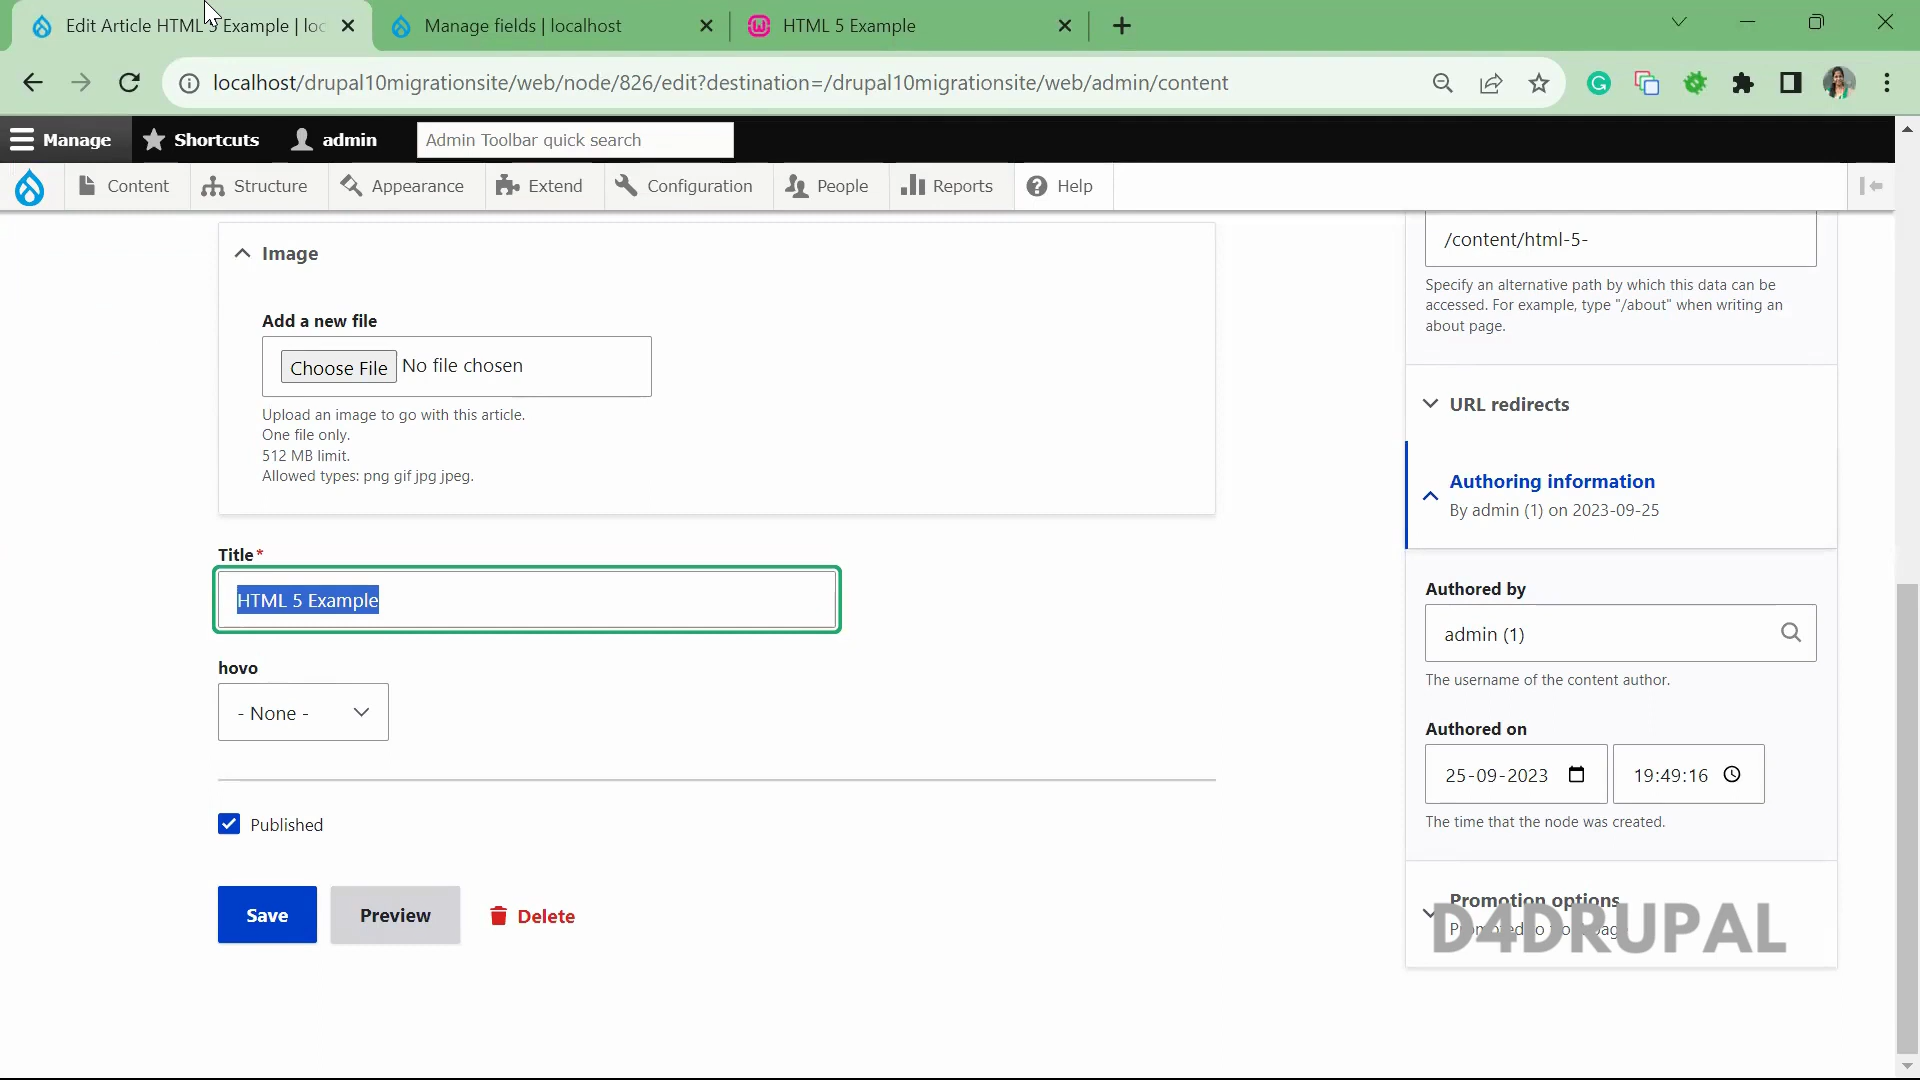 Edit Article HTML 5 Example | loc
Manage fields | localhost
HTML 5 Example
localhost/drupal10migrationsite/web/node/826/edit?destination=/drupal10migrationsite/web/admin/content
Manage
Shortcuts
admin
Admin Toolbar quick search
Content
Structure
Appearance
Extend
Configuration
People
Reports
Help
Image
Add a new file
Choose File No file chosen
Upload an image to go with this article.
One file only.
512 MB limit.
Allowed types: png gif jpg jpeg.
Title*
HTML 5 Example
hovo
- None -
Published
Save
Preview
Delete
/content/html-5-
Specify an alternative path by which this data can be
accessed. For example, type "/about" when writing an
about page.
URL redirects
Authoring information
By admin (1) on 2023-09-25
Authored by
admin (1)
The username of the content author.
Authored on
25-09-2023
19:49:16
The time that the node was created.
Promotion options
D4DRUPAL